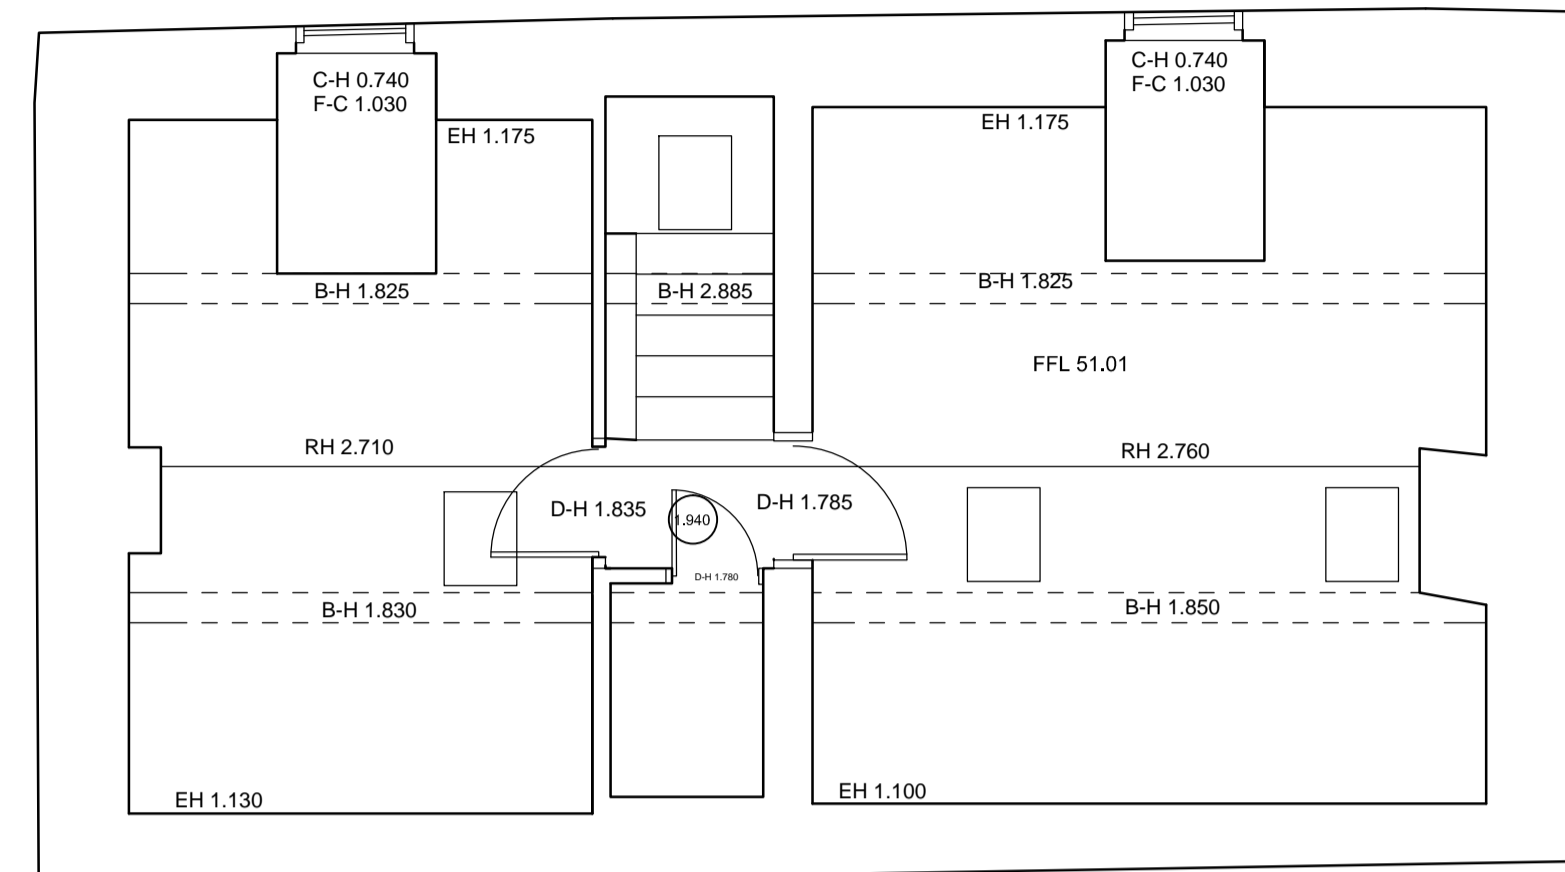 C-H 0.740
F-C 1.030
C-H 0.740
F-C 1.030
EH 1.175
EH 1.175
B-H 1.825
B-H 2.885
B-H 1.825
FFL 51.01
RH 2.710
RH 2.760
D-H 1.835
1.940
D-H 1.785
D-H 1.780
B-H 1.830
B-H 1.850
EH 1.130
EH 1.100